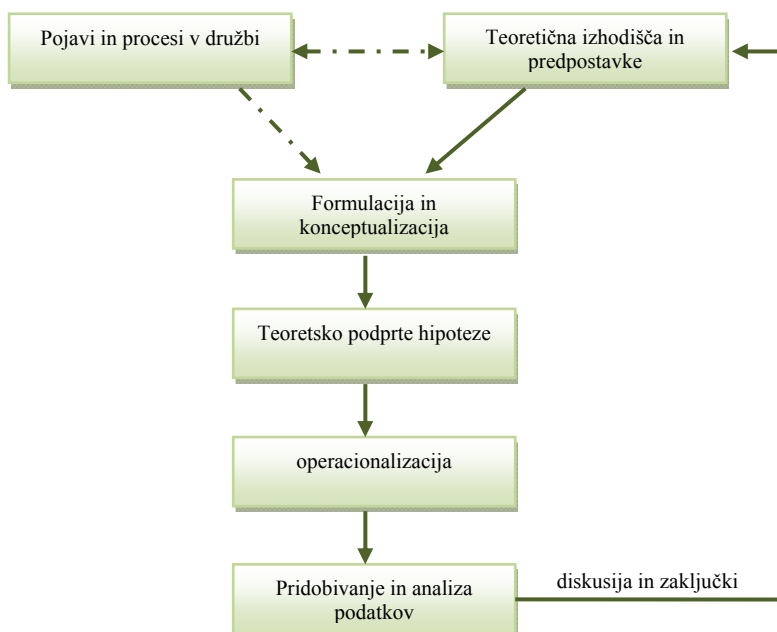 Pojavi in procesi v družbi
Teoretična izhodišča in
predpostavke
Formulacija in
konceptualizacija
Teoretsko podprte hipoteze
operacionalizacija
Pridobivanje in analiza
podatkov
diskusija in zaključki